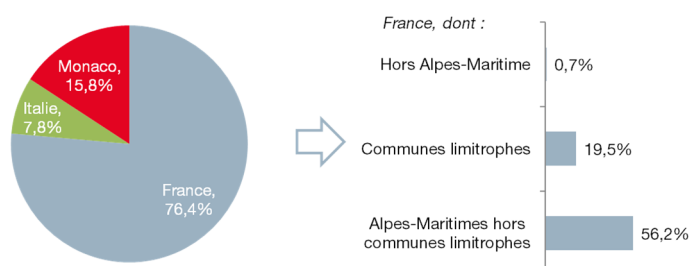 Monaco,
15,8%
Italie,
7,8%
France,
76,4%
France, dont :
Hors Alpes-Maritime
0,7%
Communes limitrophes
19,5%
Alpes-Maritimes hors
communes limitrophes
56,2%